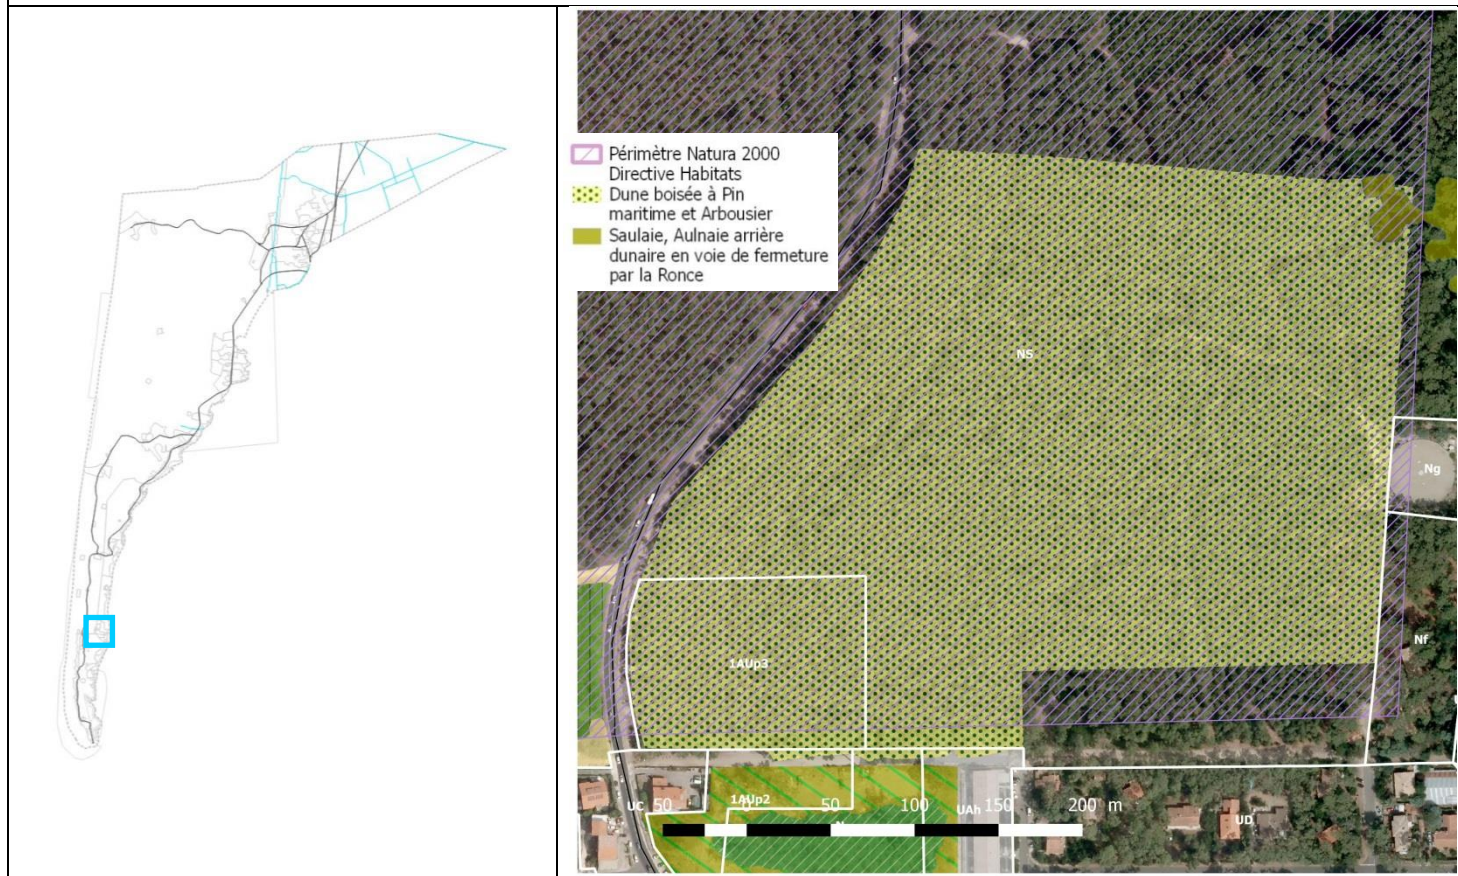 Périmètre Natura 2000
Directive Habitats
Dune boisée à Pin
maritime et Arbousier
Saulaie, Aulnaie arrière
dunaire en voie de fermeture
par la Ronce
NS
Ng
1AUp3
Nf
UC
1AUp2
UAh
UD
50 0 50 100 150 200 m